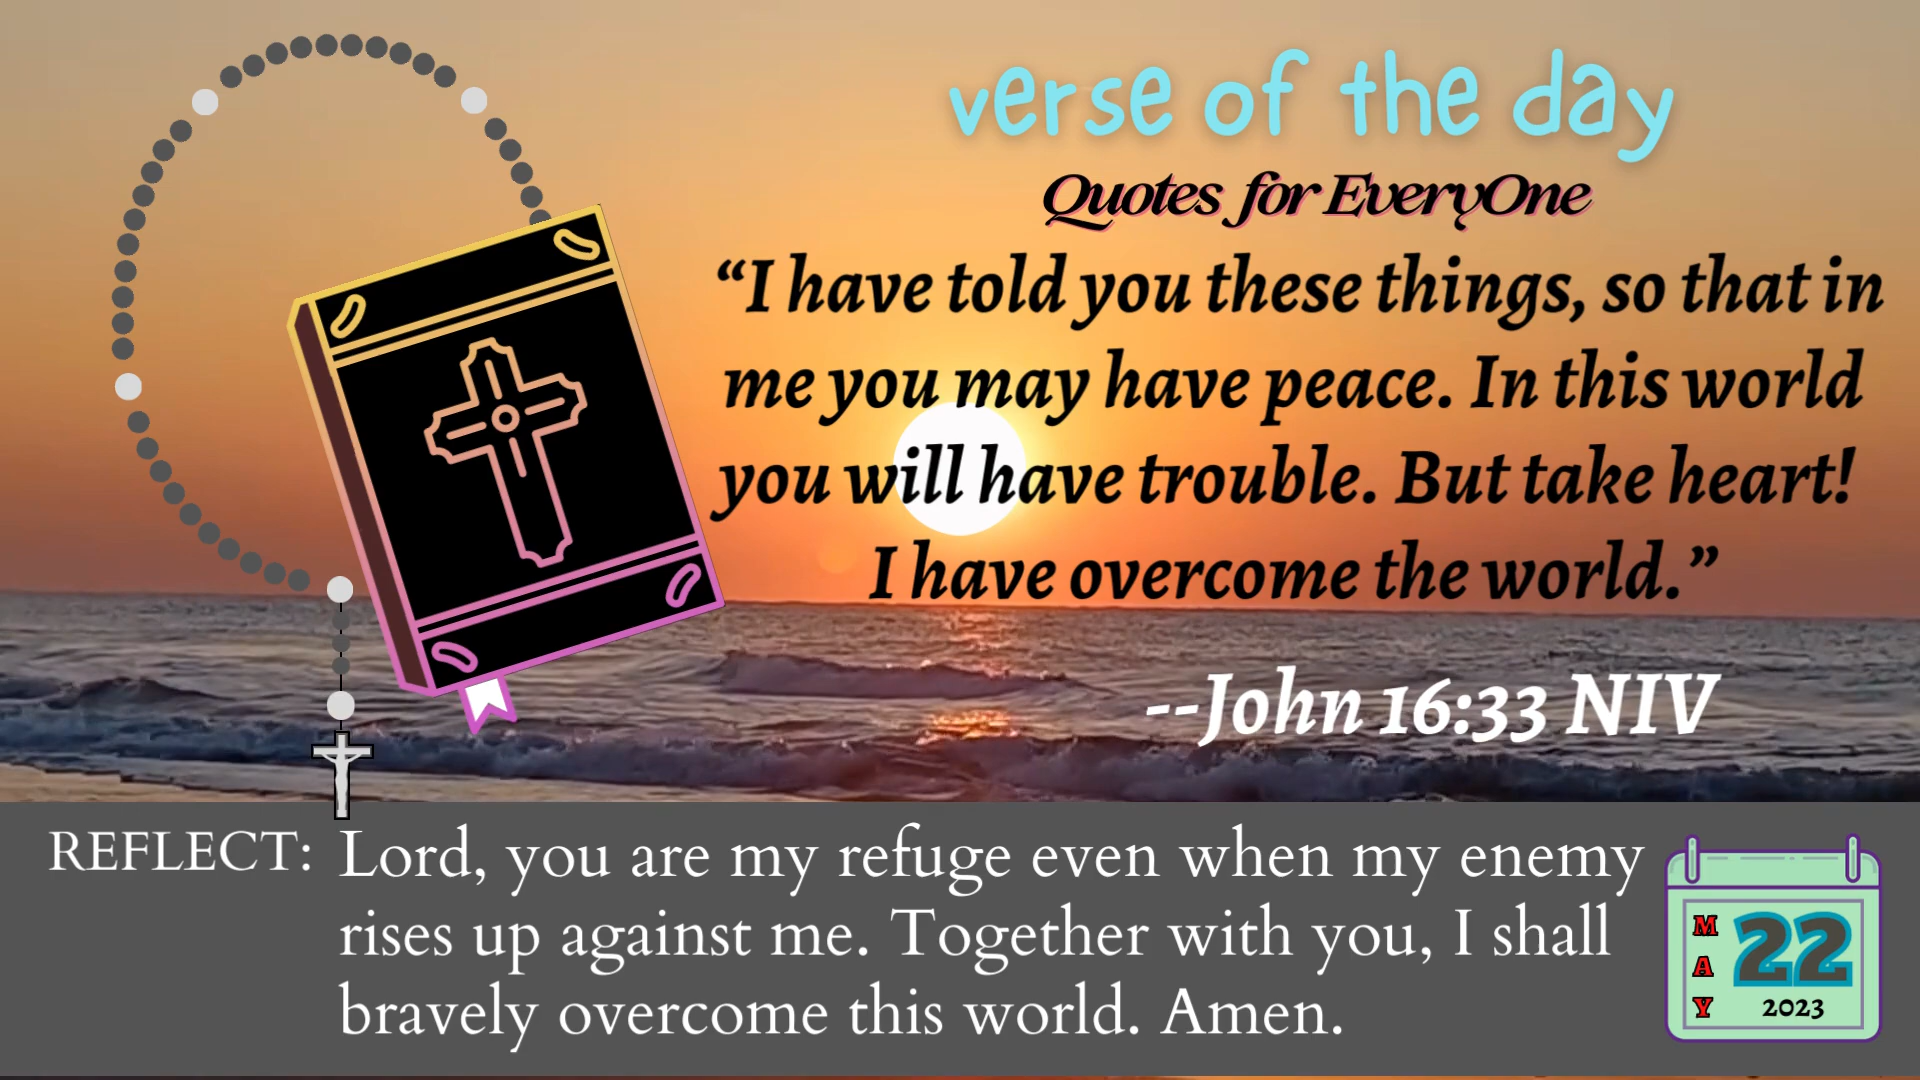 verse of the day
Quotes for EveryOne
“I have told you these things, so that in
me you may have peace. In this world
you will have trouble. But take heart!
I have overcome the world.”
--John 16:33 NIV
REFLECT: Lord, you are my refuge even when my enemy
rises up against me. Together with you, I shall
bravely overcome this world. Amen.
MAY
22
2023